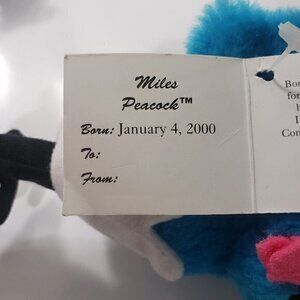 Miles
Peacock™
Born: January 4, 2000
To:
From: